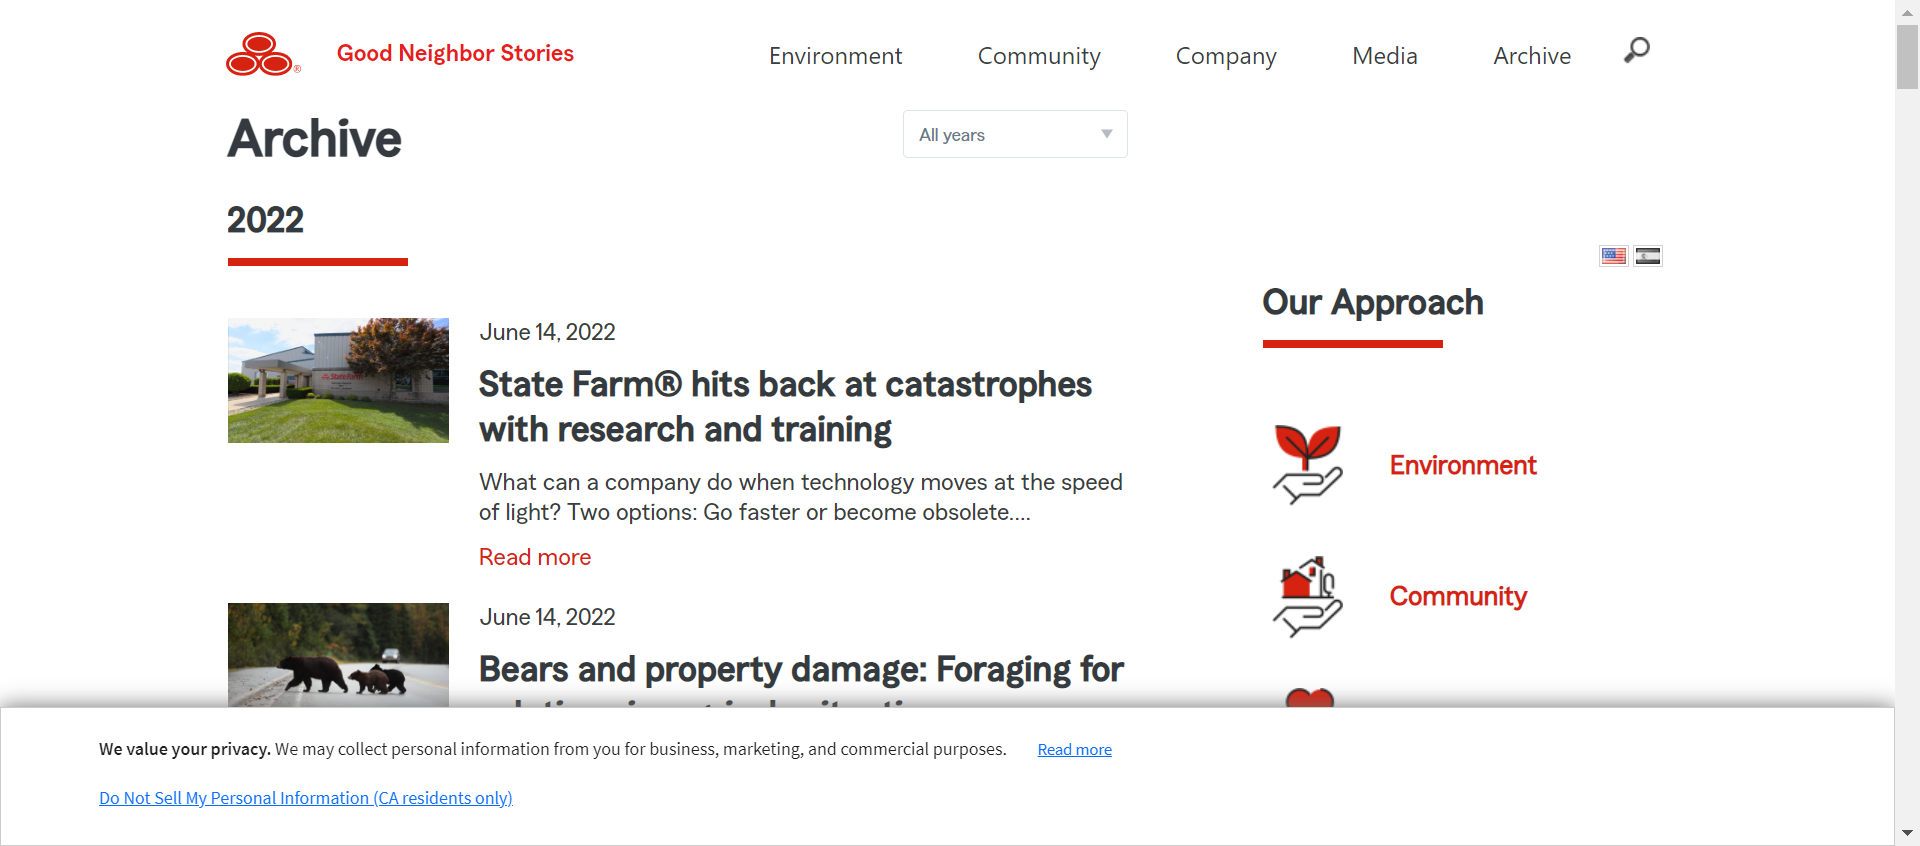 Good Neighbor Stories
Environment
Community
Company
Media
Archive
Archive
All years
2022
June 14, 2022
State Farm® hits back at catastrophes
with research and training
What can a company do when technology moves at the speed
of light? Two options: Go faster or become obsolete....
Read more
June 14, 2022
Bears and property damage: Foraging for
Our Approach
Environment
Community
We value your privacy. We may collect personal information from you for business, marketing, and commercial purposes. Read more
Do Not Sell My Personal Information (CA residents only)